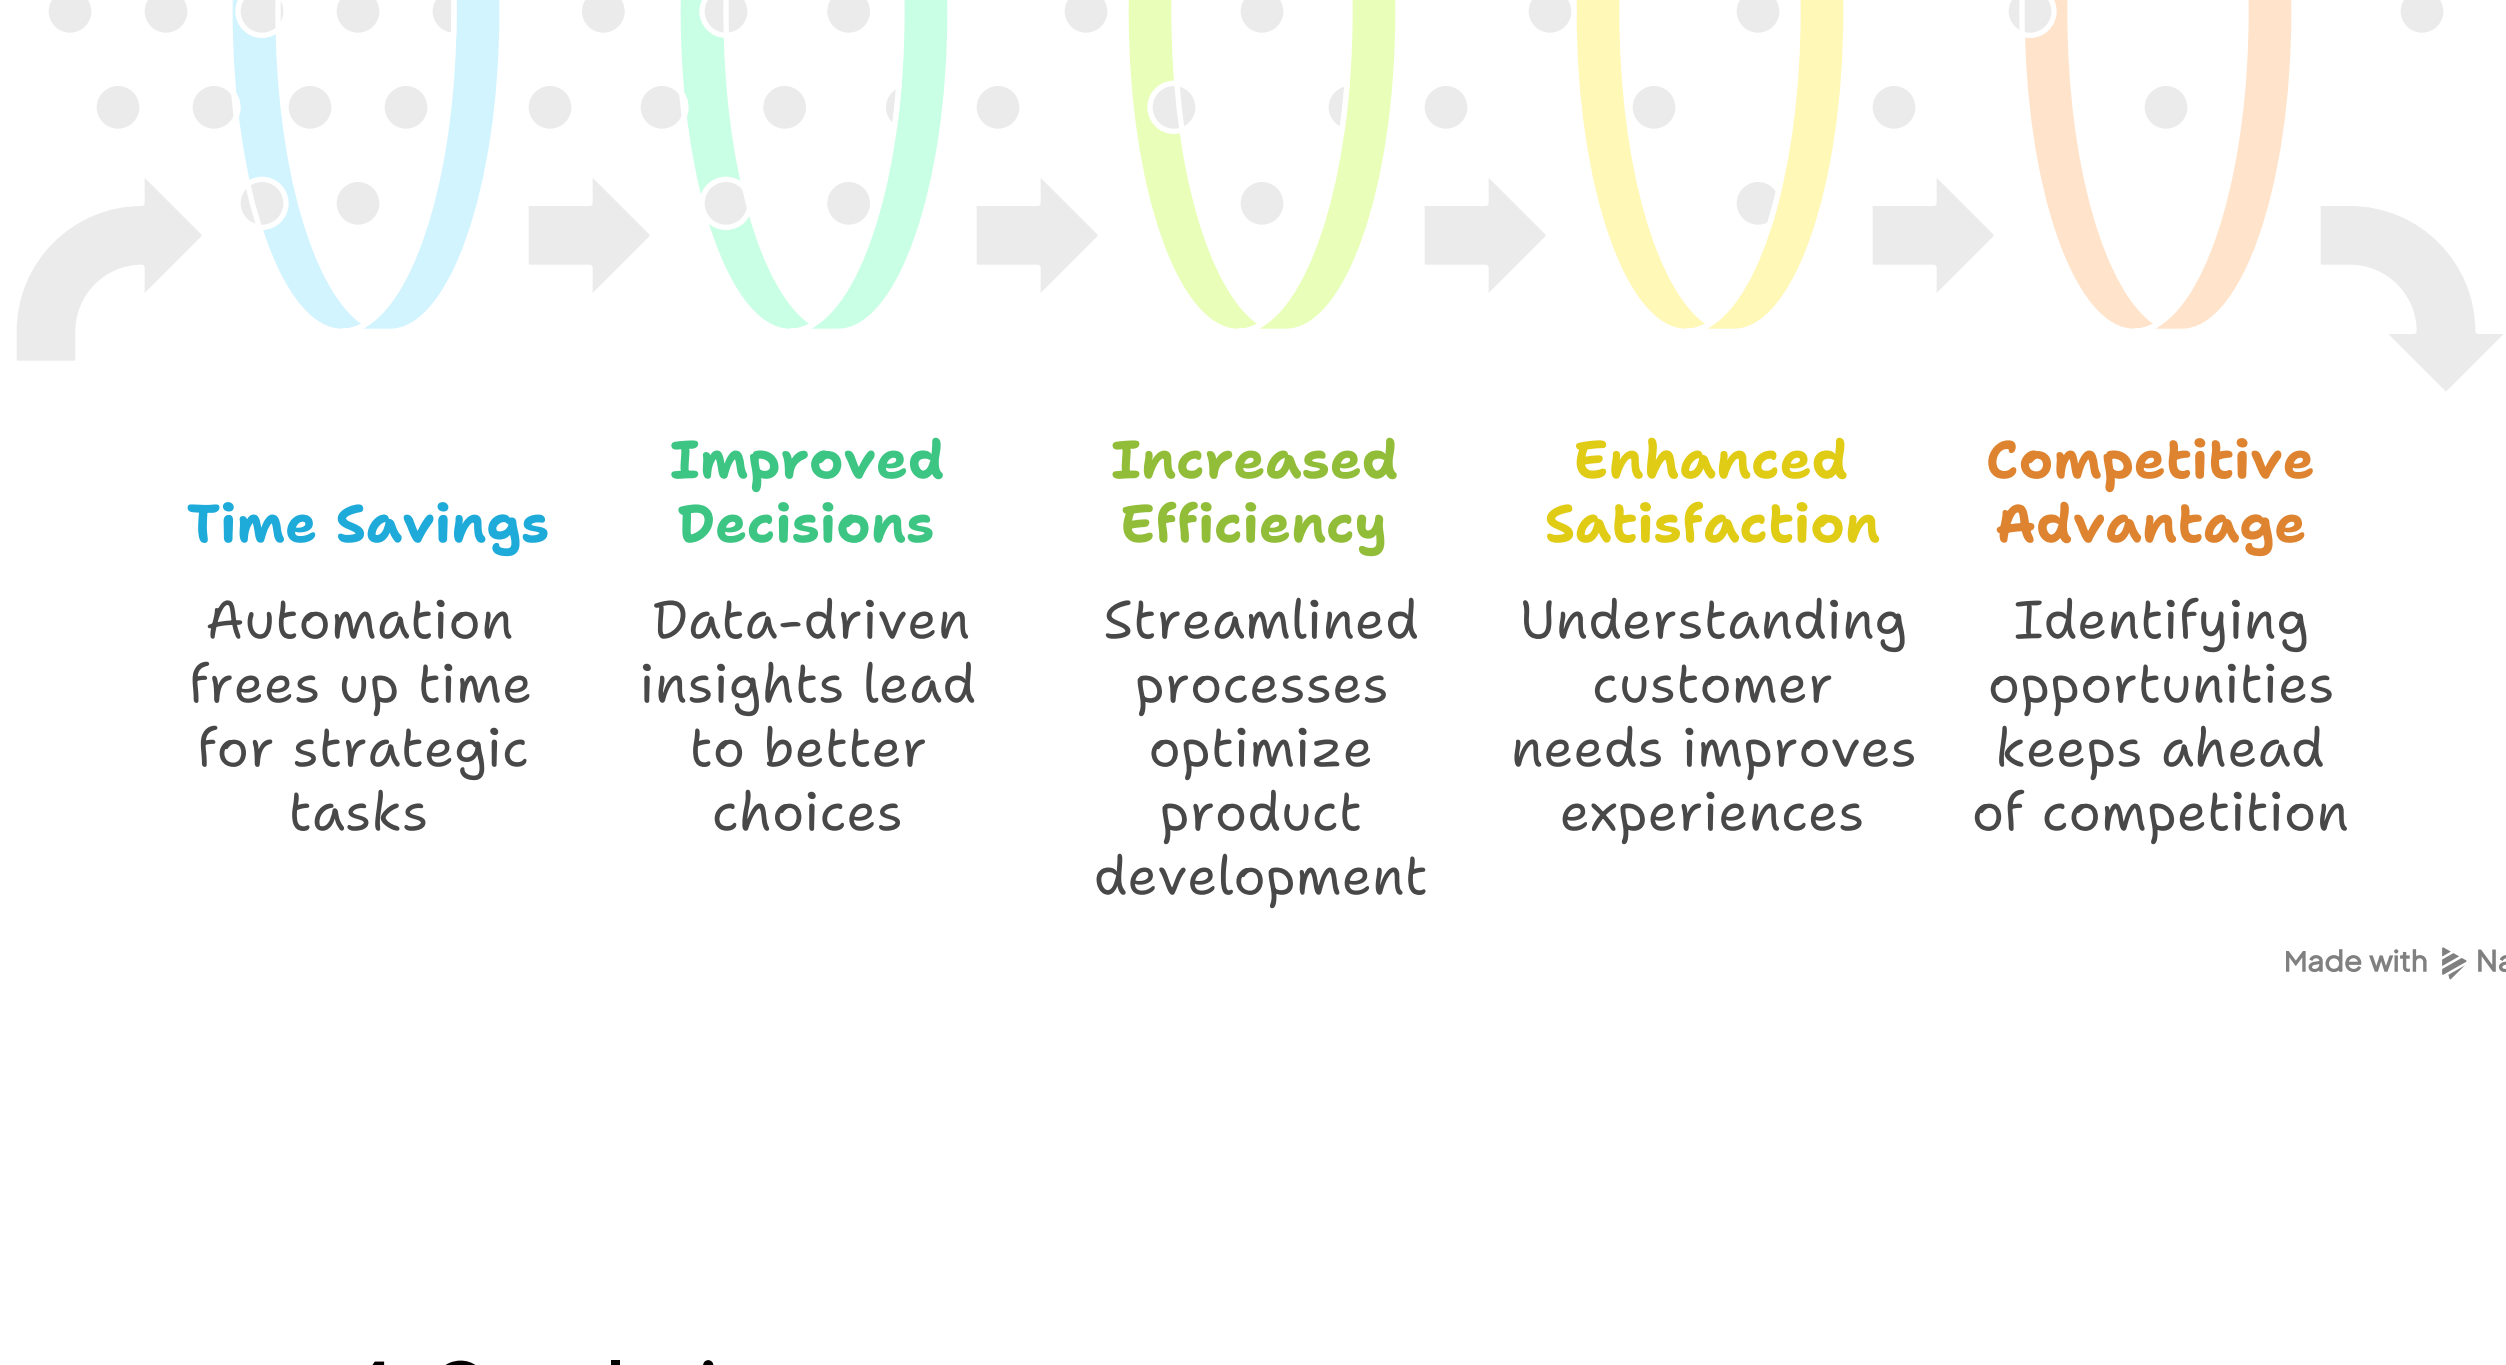 Time Savings
Automation
frees up time
for strategic
tasks
Improved
Decisions
Data-driven
insights lead
to better
choices
Increased
Efficiency
Streamlined
processes
optimize
product
development
Enhanced
Satisfaction
Understanding
customer
needs improves
experiences
Competitive
Advantage
Identifying
opportunities
keeps ahead
of competition
Made with